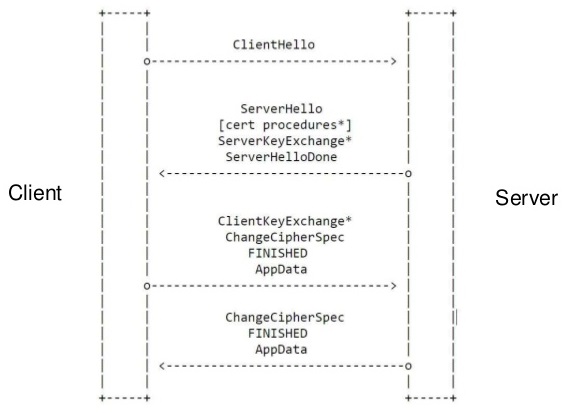 ClientHello
ServerHello
[cert procedures*]
ServerKeyExchange*
ServerHelloDone
Client
Server
ClientKeyExchange*
ChangeCipherSpec
FINISHED
AppData
ChangeCipherSpec
FINISHED
AppData